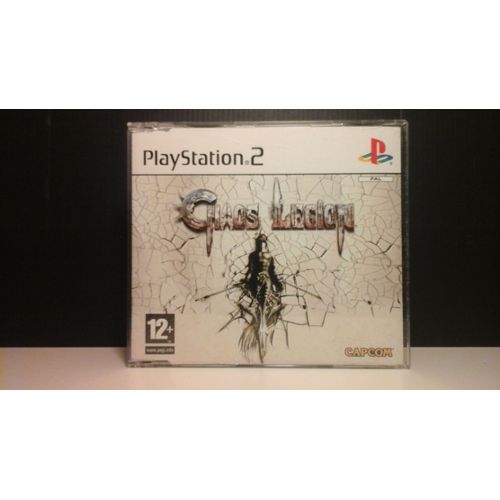 PlayStation®2
PAL
Chaos Legion
12+
www.pegi.info
CAPCOM